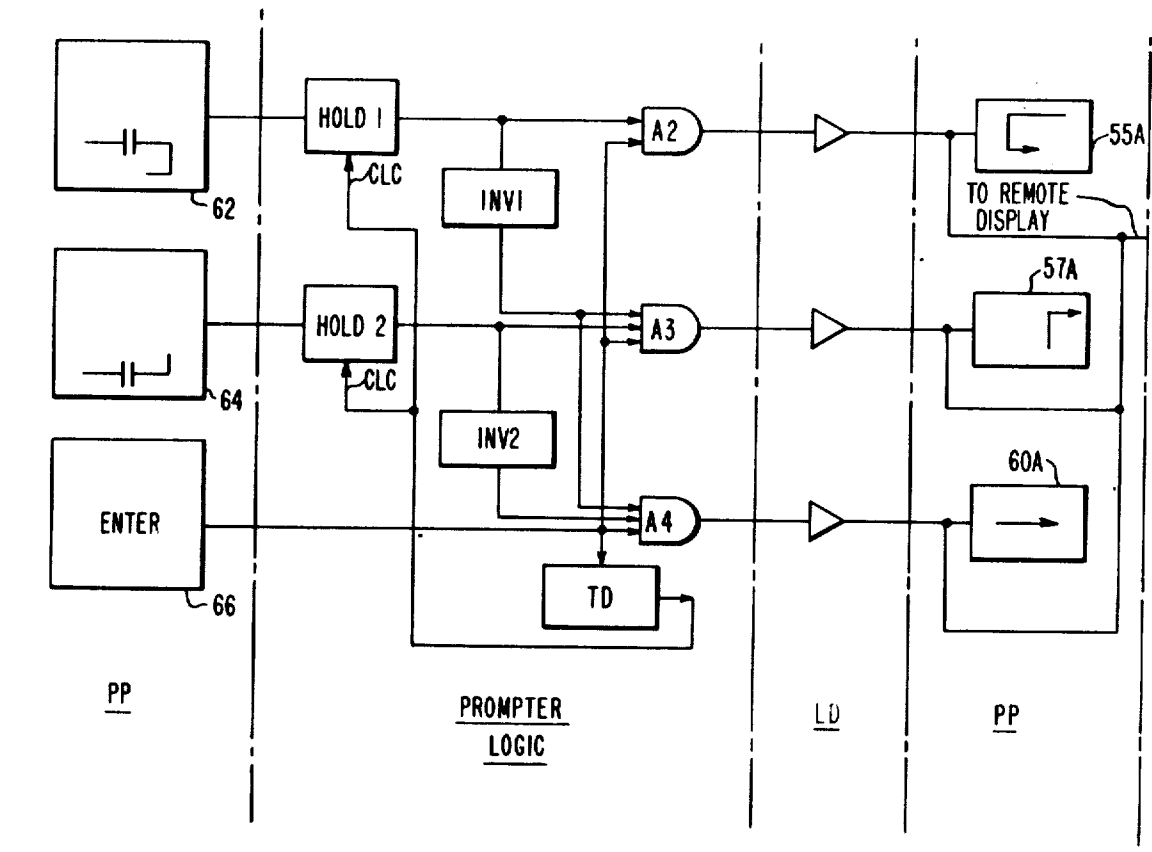 62
HOLD 1
CLC
INV1
A2
55A
TO REMOTE
DISPLAY
64
HOLD 2
CLC
INV2
A3
57A
ENTER
66
A4
TD
60A
PP
PROMPTER
LOGIC
LD
PP